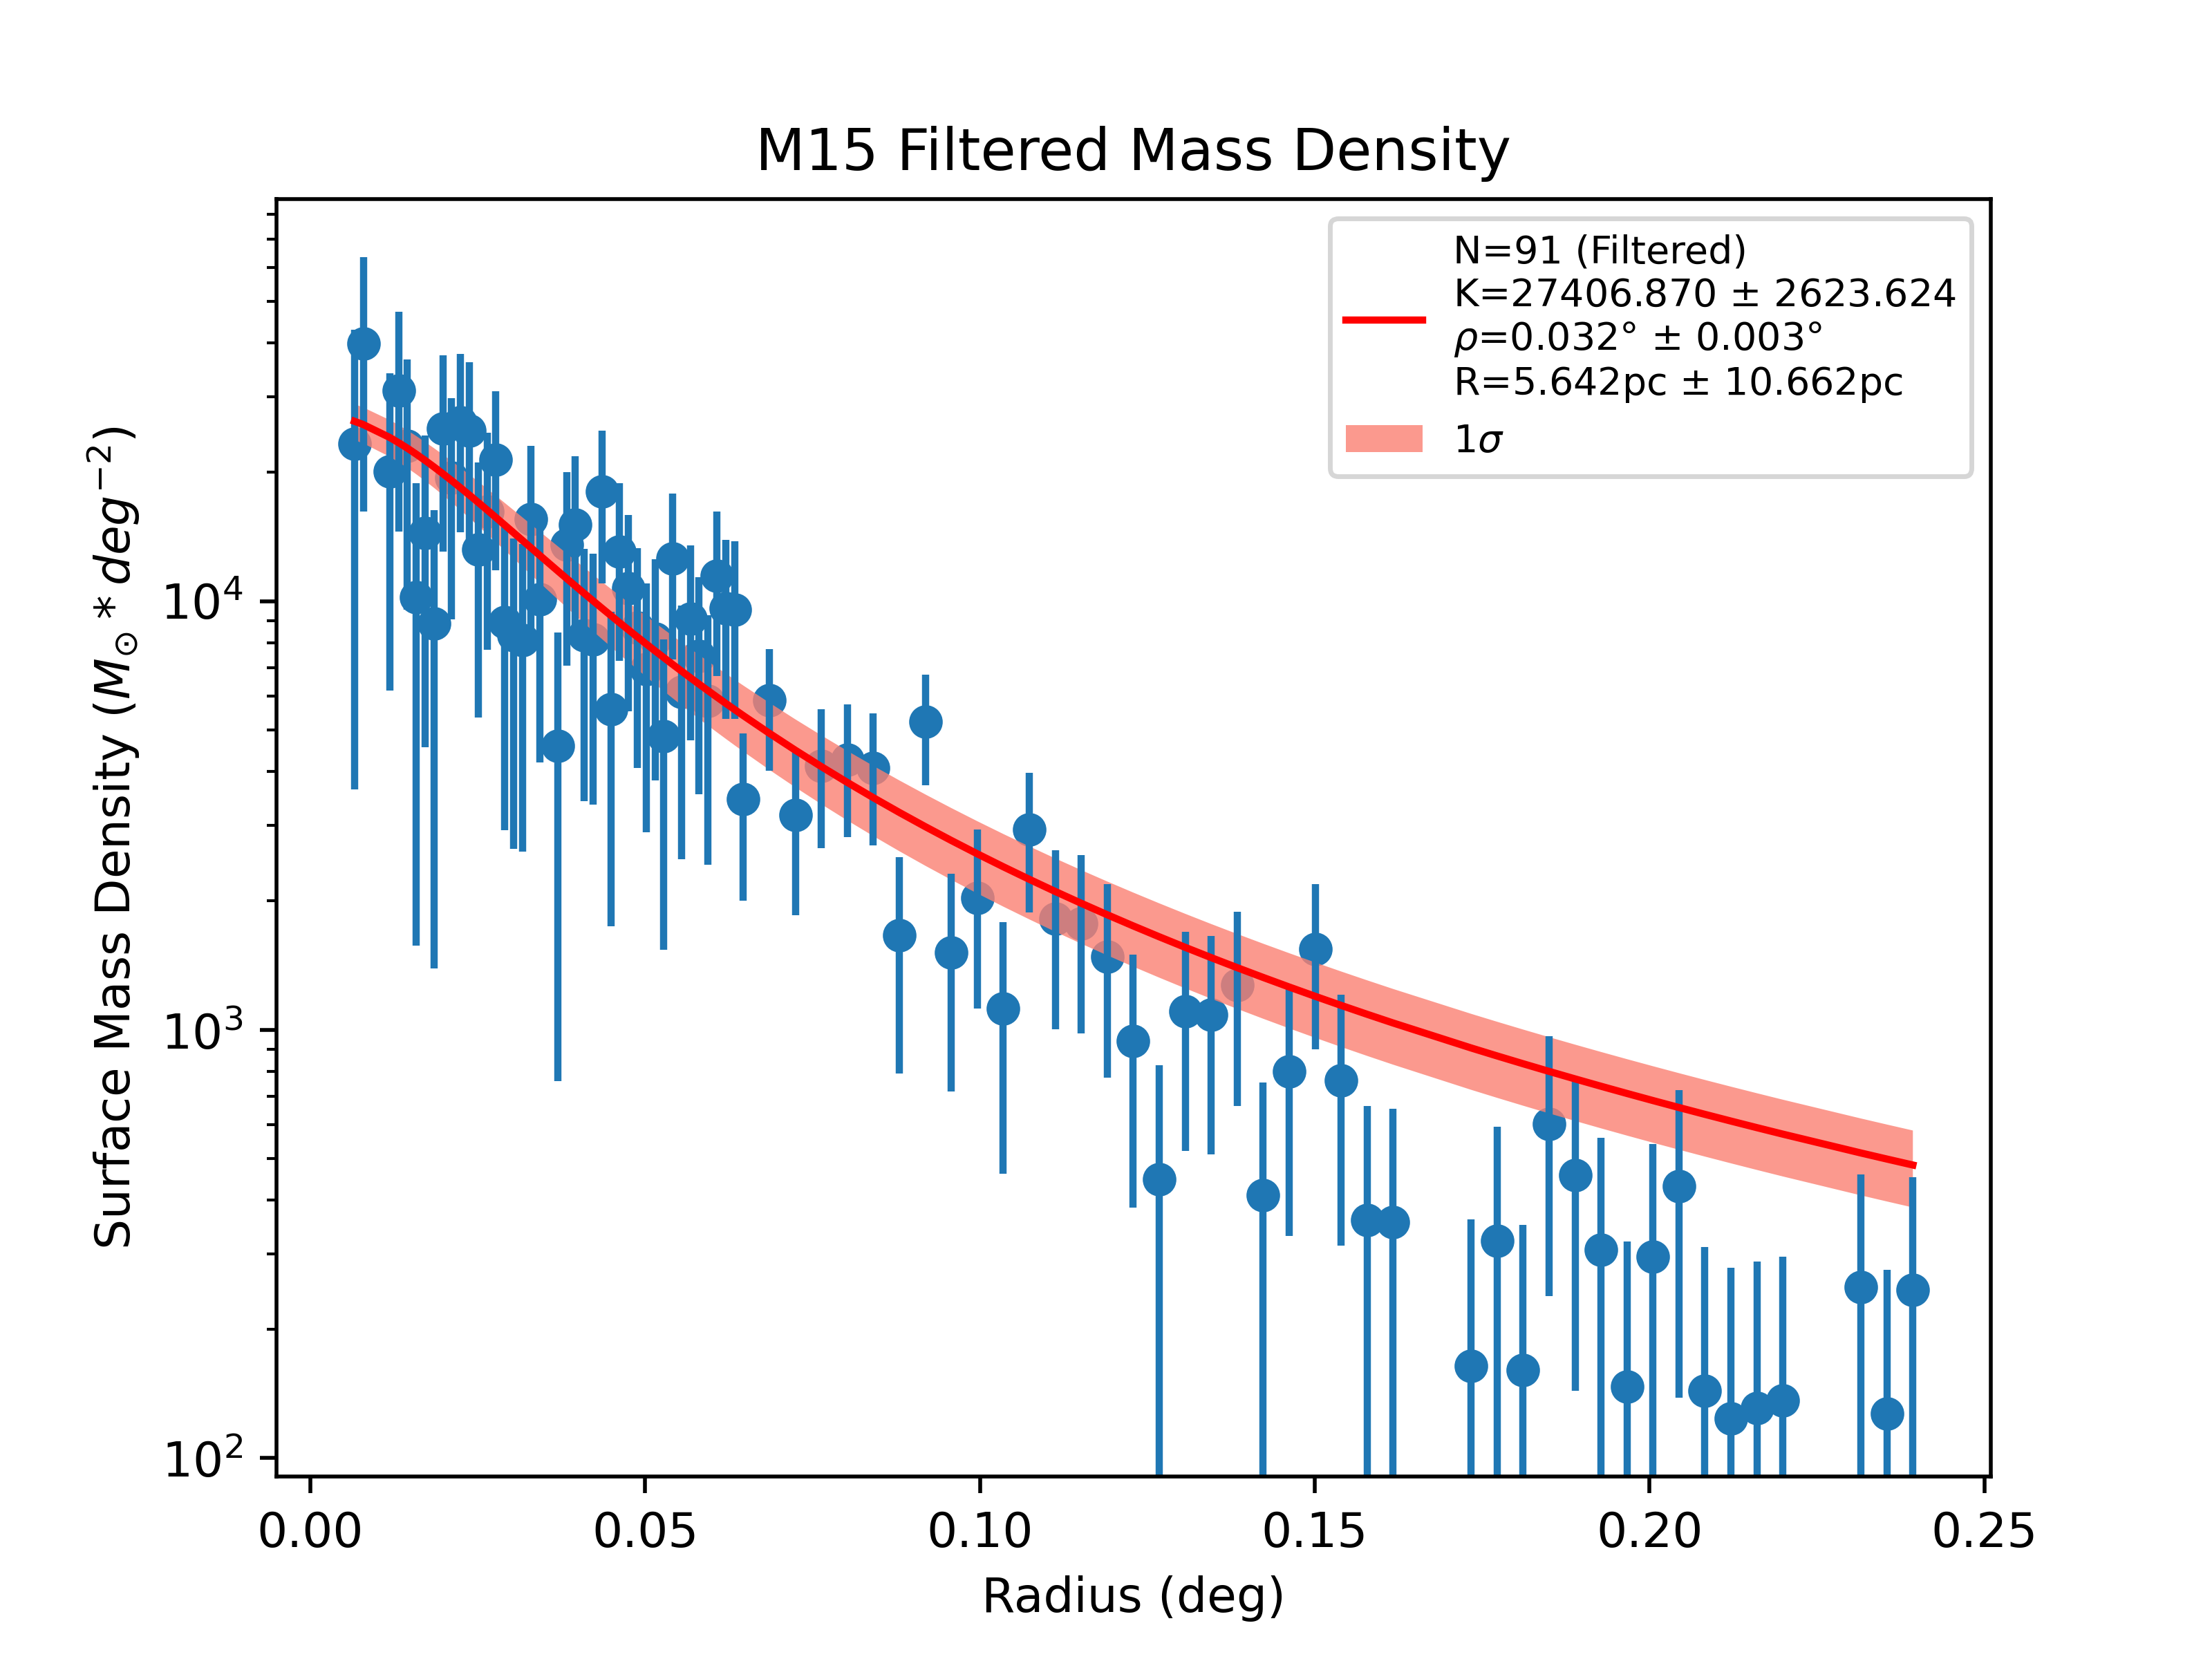 M15 Filtered Mass Density
N=91 (Filtered)
K=27406.870 ± 2623.624
ρ=0.032° ± 0.003°
R=5.642pc ± 10.662pc
1σ
Surface Mass Density (M⊙ * deg⁻²)
10⁴
10³
10²
0.00 0.05 0.10 0.15 0.20 0.25
Radius (deg)